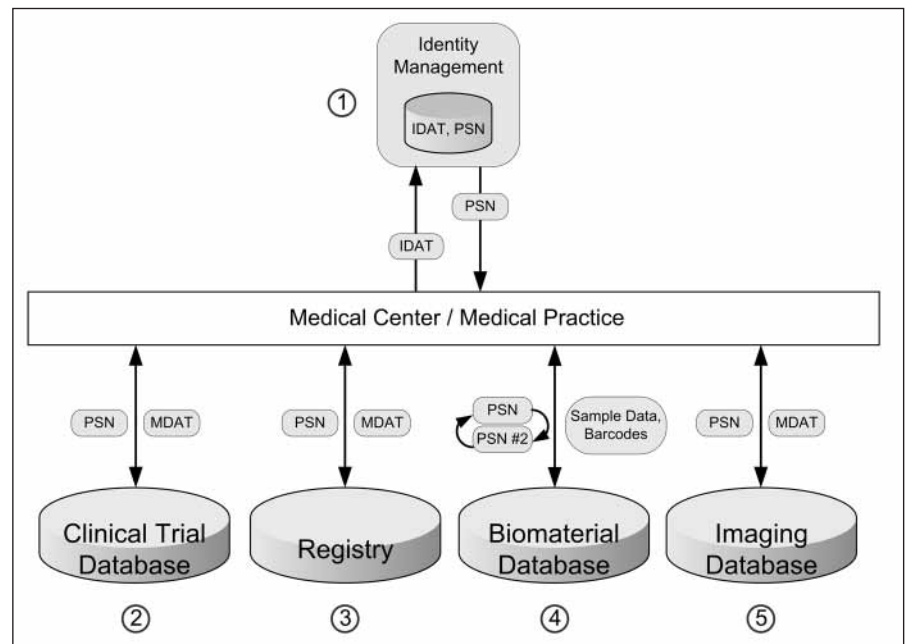 Identity
Management
①
IDAT, PSN
PSN
IDAT
Medical Center / Medical Practice
PSN
MDAT
PSN
MDAT
PSN
PSN #2
Sample Data,
Barcodes
PSN
MDAT
Clinical Trial
Database
Registry
Biomaterial
Database
Imaging
Database
②
③
④
⑤